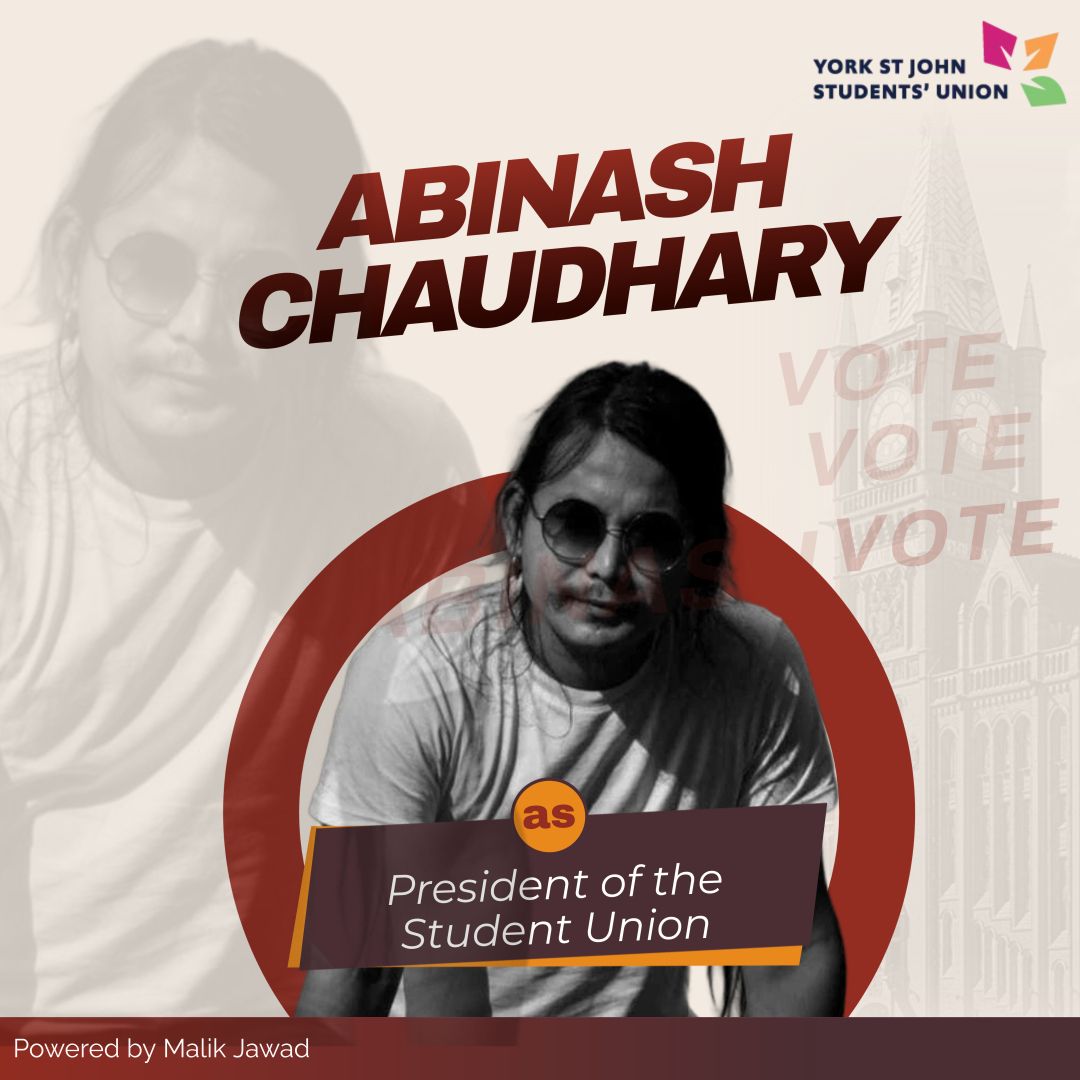 YORK ST JOHN
STUDENTS' UNION
ABINASH
CHAUDHARY
VOTE
VOTE
VOTE
ABINASH
as
President of the
Student Union
Powered by Malik Jawad